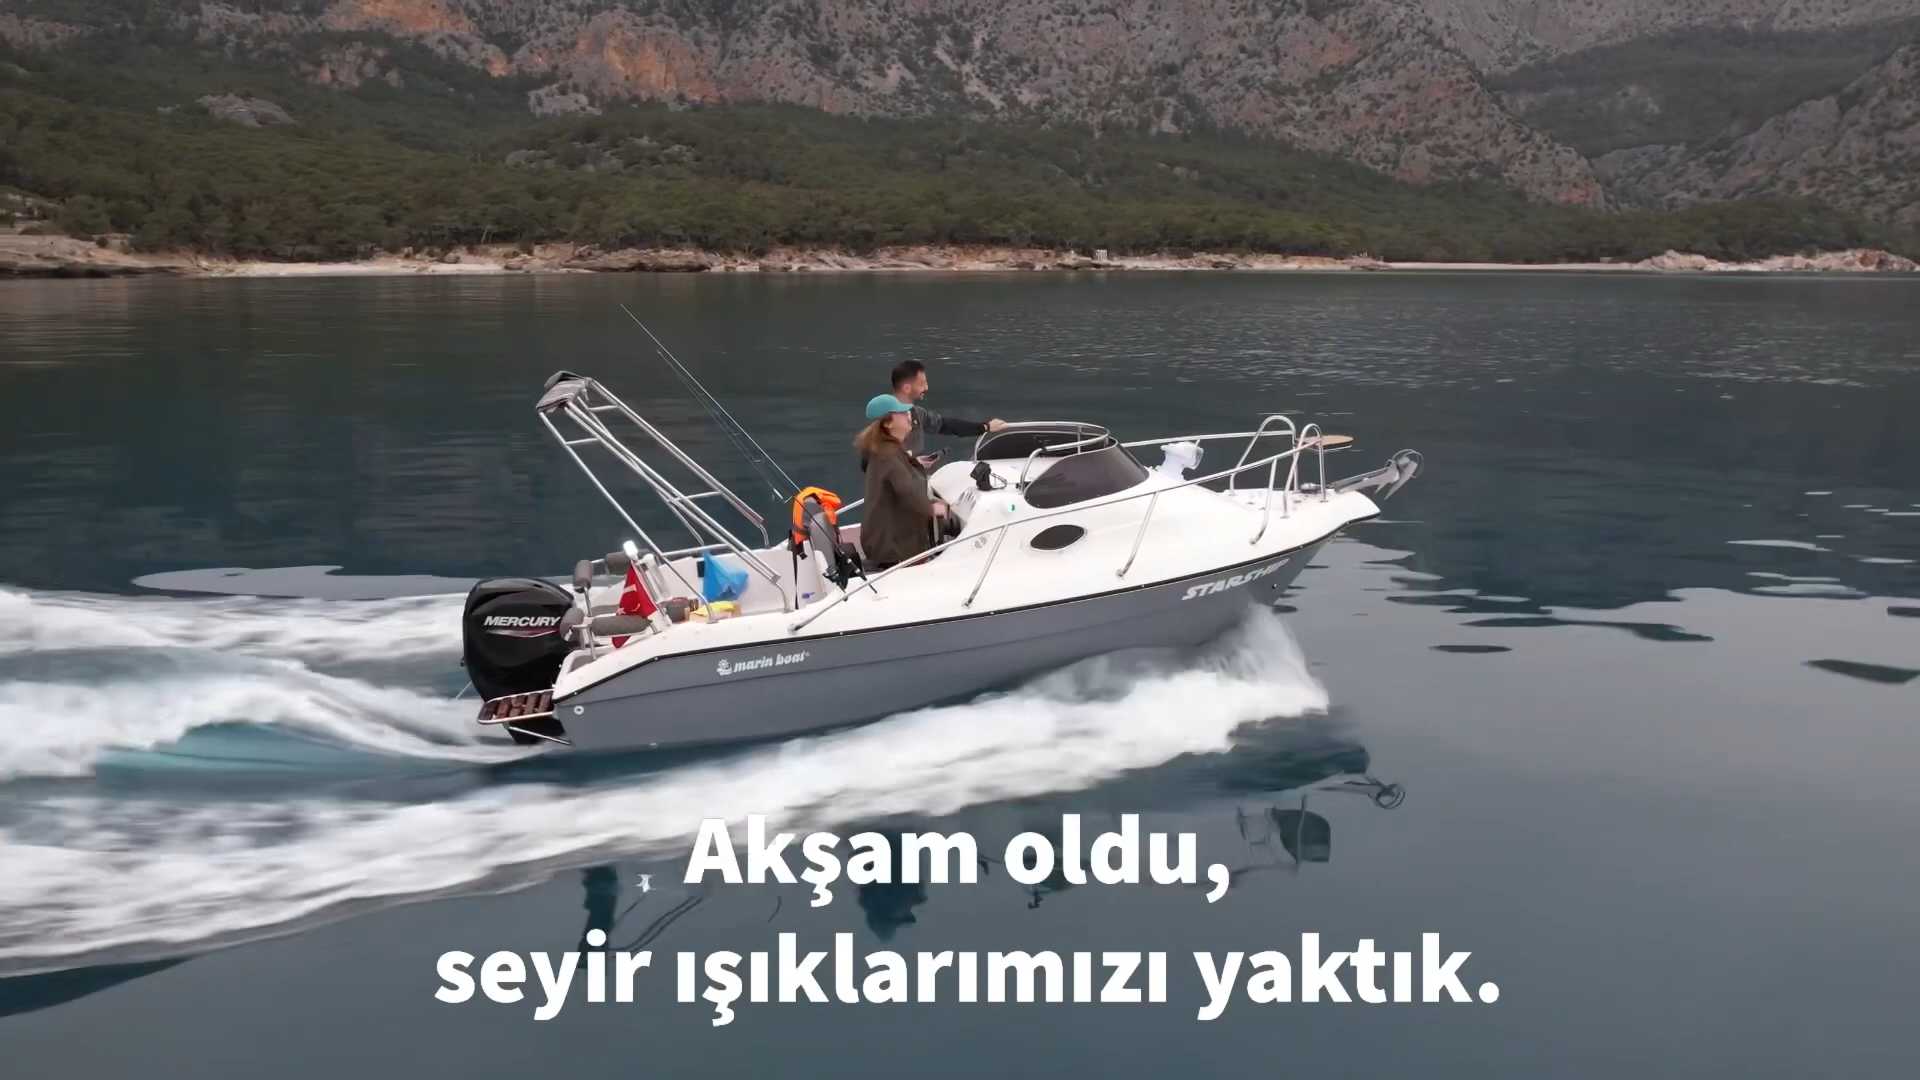 STARSHIP
MERCURY
marin boat
Akşam oldu,
seyir ışıklarımızı yaktık.